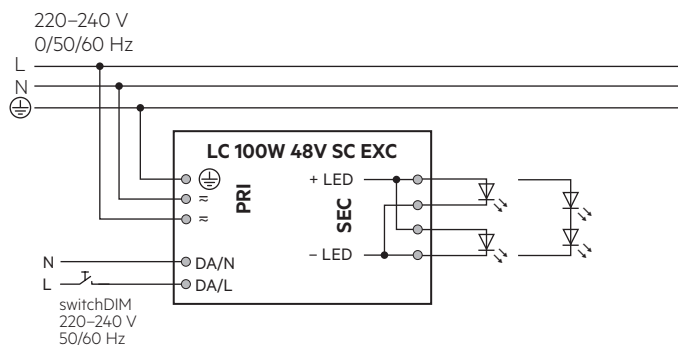 220–240 V
0/50/60 Hz
L
N
LC 100W 48V SC EXC
+ LED
≈
PRI
SEC
≈
– LED
N
DA/N
L
DA/L
switchDIM
220–240 V
50/60 Hz